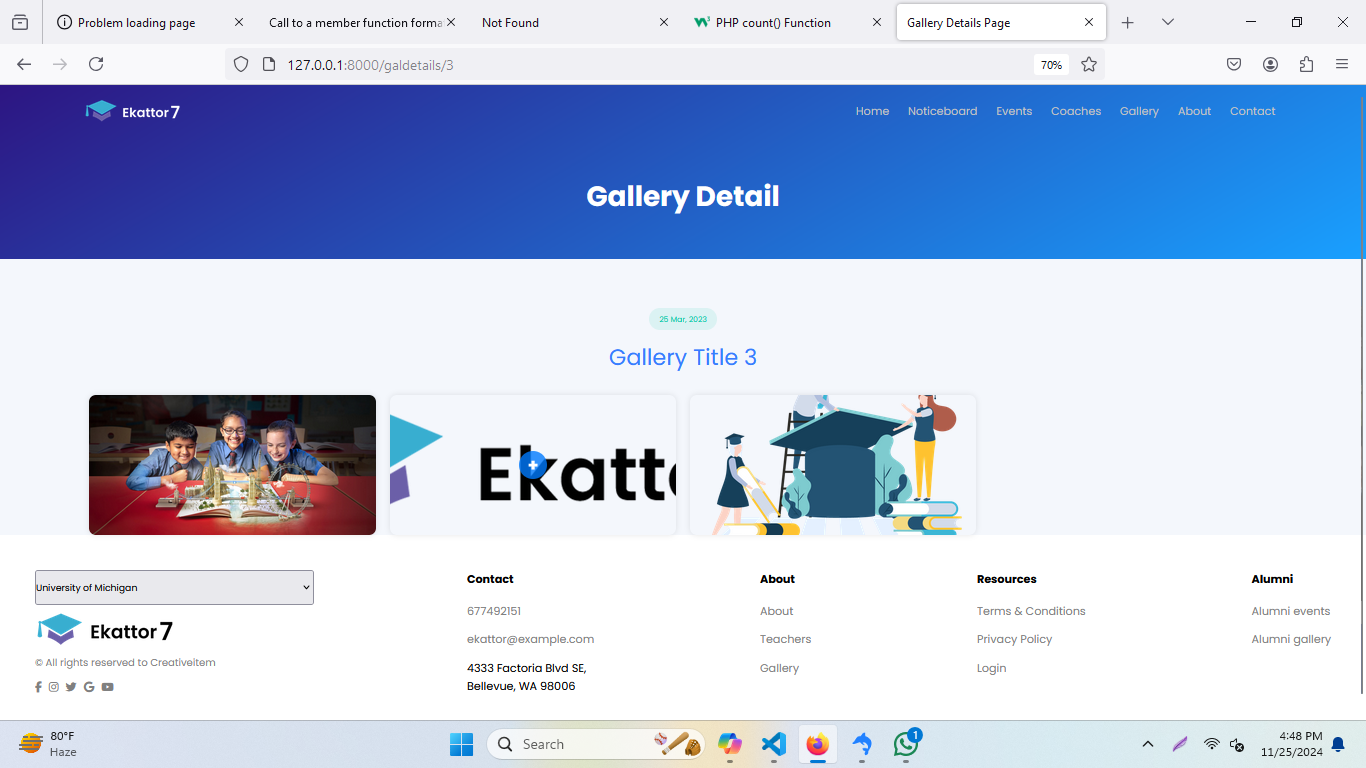 Problem loading page
Call to a member function forma
Not Found
PHP count() Function
Gallery Details Page
127.0.0.1:8000/galdetails/3
70%
Ekattor 7
Home Noticeboard Events Coaches Gallery About Contact
Gallery Detail
25 Mar, 2023
Gallery Title 3
Ekatto
University of Michigan
Ekattor 7
© All rights reserved to Creativeitem
Contact
677492151
ekattor@example.com
4333 Factoria Blvd SE,
Bellevue, WA 98006
About
About
Teachers
Gallery
Resources
Terms & Conditions
Privacy Policy
Login
Alumni
Alumni events
Alumni gallery
80°F
Haze
Search
1
4:48 PM
11/25/2024